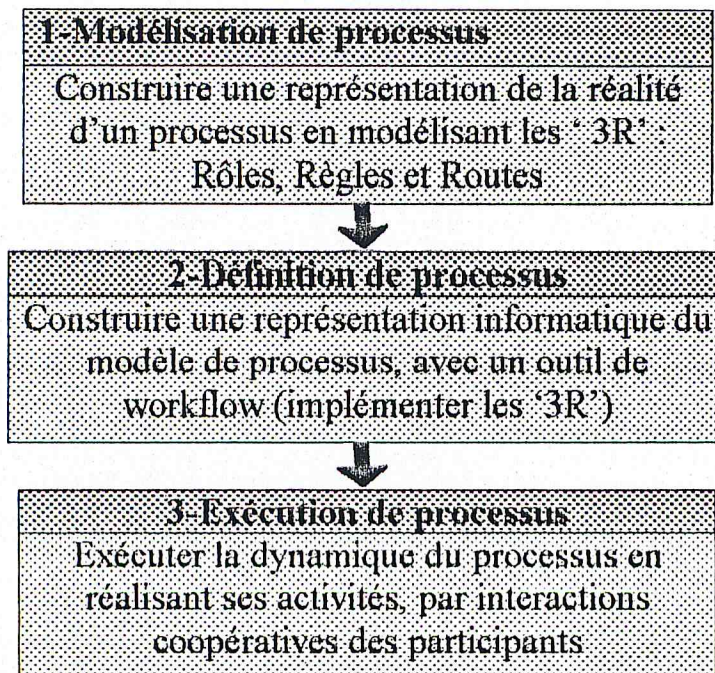 1-Modélisation de processus
Construire une représentation de la réalité
d'un processus en modélisant les ‘ 3R’ :
Rôles, Règles et Routes
2-Définition de processus
Construire une représentation informatique du
modèle de processus, avec un outil de
workflow (implémenter les ‘3R’)
3-Exécution de processus
Exécuter la dynamique du processus en
réalisant ses activités, par interactions
coopératives des participants